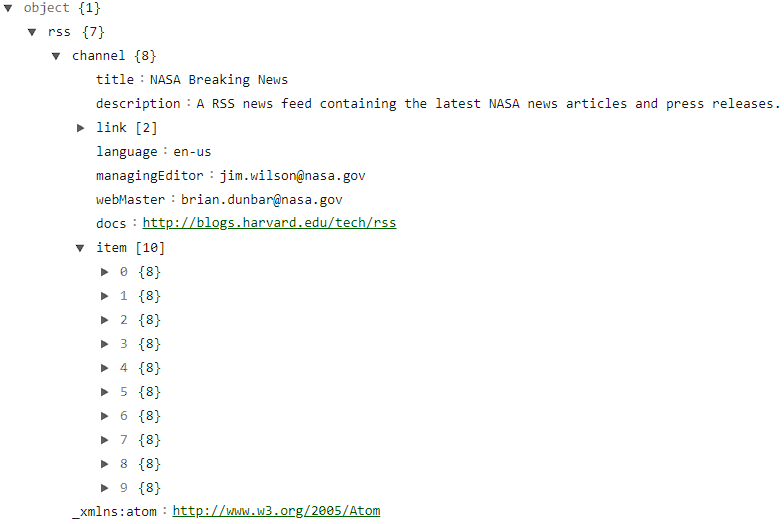 object {1}
rss {7}
channel {8}
title : NASA Breaking News
description : A RSS news feed containing the latest NASA news articles and press releases.
link [2]
language : en-us
managingEditor : jim.wilson@nasa.gov
webMaster : brian.dunbar@nasa.gov
docs : http://blogs.harvard.edu/tech/rss
item [10]
0 {8}
1 {8}
2 {8}
3 {8}
4 {8}
5 {8}
6 {8}
7 {8}
8 {8}
9 {8}
_xmlns:atom : http://www.w3.org/2005/Atom